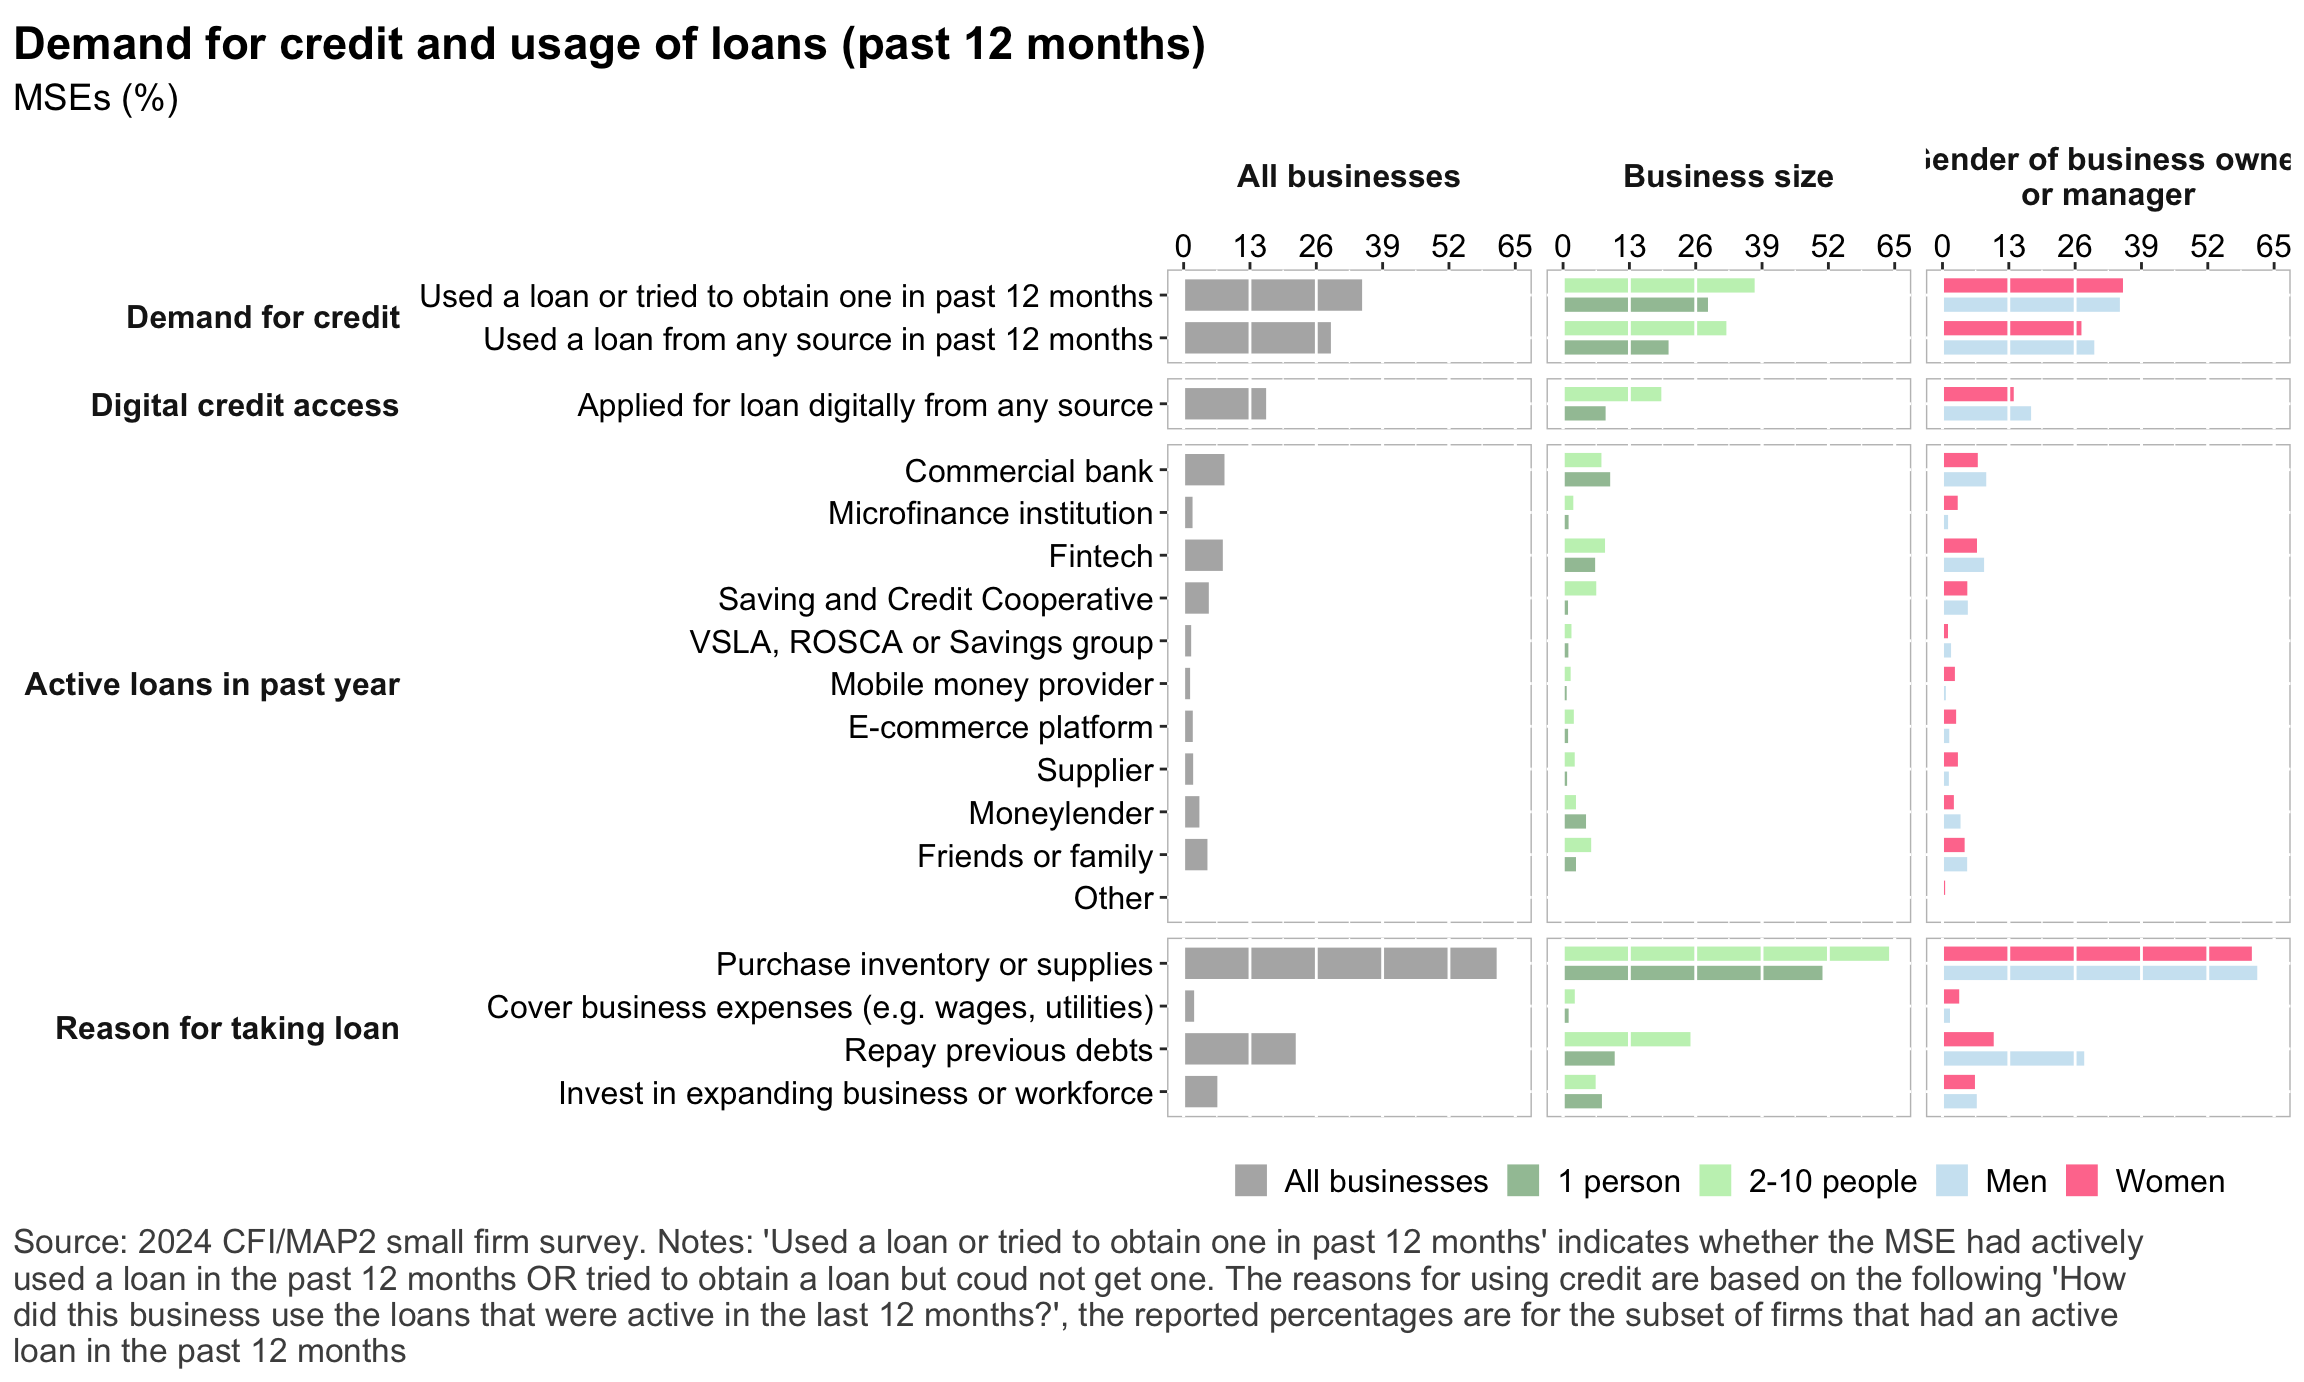 Demand for credit and usage of loans (past 12 months)
MSEs (%)
All businesses
Business size
Gender of business owne
or manager
0 13 26 39 52 65
0 13 26 39 52 65
0 13 26 39 52 65
Demand for credit
Used a loan or tried to obtain one in past 12 months
Used a loan from any source in past 12 months
Digital credit access
Applied for loan digitally from any source
Active loans in past year
Commercial bank
Microfinance institution
Fintech
Saving and Credit Cooperative
VSLA, ROSCA or Savings group
Mobile money provider
E-commerce platform
Supplier
Moneylender
Friends or family
Other
Reason for taking loan
Purchase inventory or supplies
Cover business expenses (e.g. wages, utilities)
Repay previous debts
Invest in expanding business or workforce
All businesses 1 person 2-10 people Men Women
Source: 2024 CFI/MAP2 small firm survey. Notes: 'Used a loan or tried to obtain one in past 12 months' indicates whether the MSE had actively
used a loan in the past 12 months OR tried to obtain a loan but coud not get one. The reasons for using credit are based on the following 'How
did this business use the loans that were active in the last 12 months?', the reported percentages are for the subset of firms that had an active
loan in the past 12 months